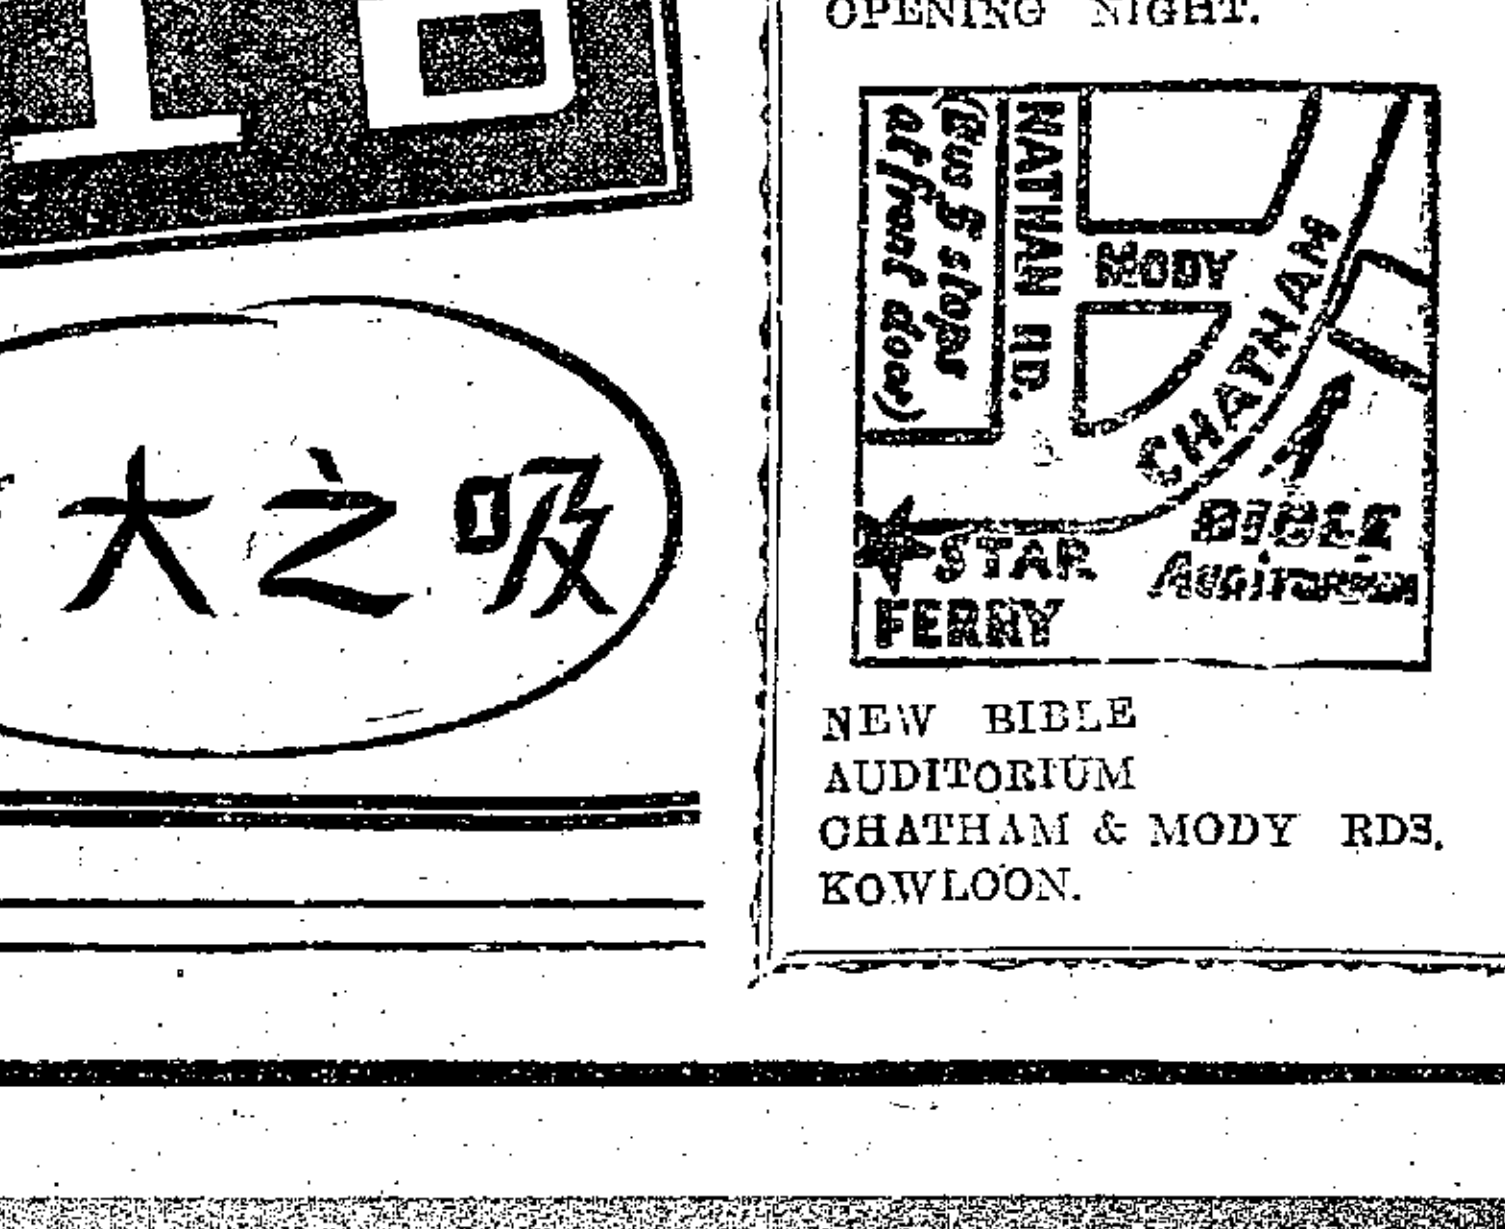 OPENING NIGHT.
(Bus 5 stops
at front door)
NATHAN RD.
MODY
CHATHAM
STAR
FERRY
BIBLE
AUDITORIUM
大之吸
NEW BIBLE
AUDITORIUM
CHATHAM & MODY RDS.
KOWLOON.